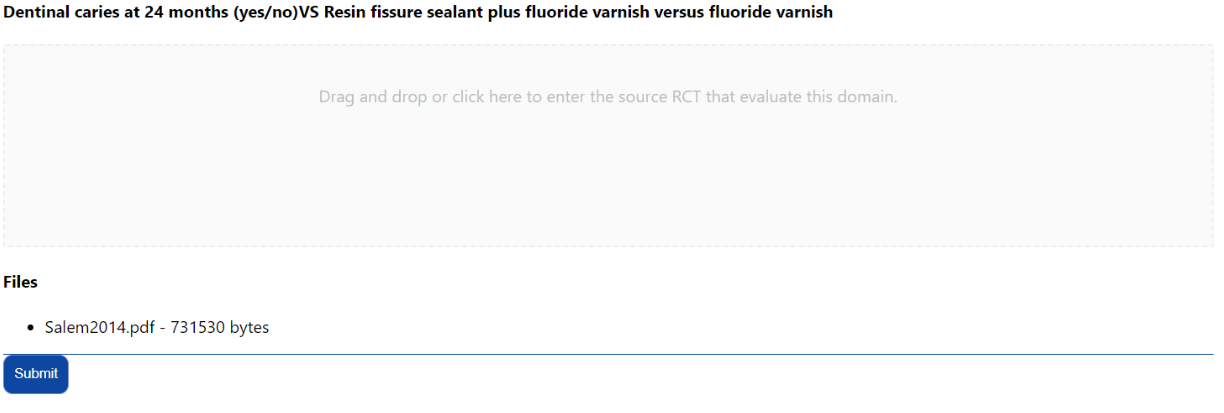 Dentinal caries at 24 months (yes/no)VS Resin fissure sealant plus fluoride varnish versus fluoride varnish
Drag and drop or click here to enter the source RCT that evaluate this domain.
Files
• Salem2014.pdf - 731530 bytes
Submit